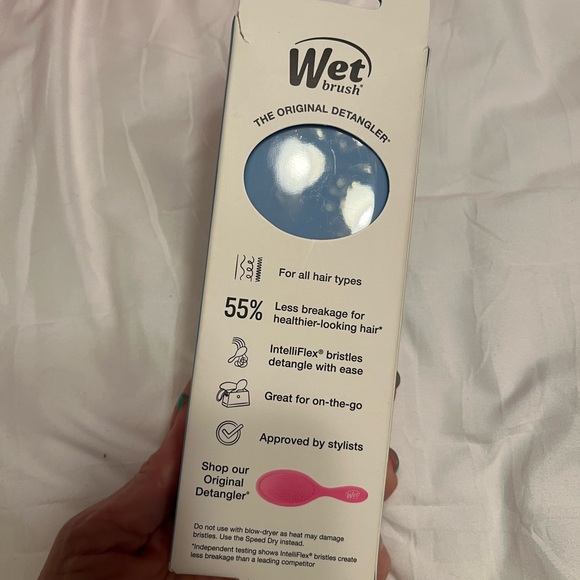 Wet
brush®
THE ORIGINAL DETANGLER®
For all hair types
55% Less breakage for
healthier-looking hair*
IntelliFlex® bristles
detangle with ease
Great for on-the-go
Approved by stylists
Shop our
Original
Detangler®
Wet
Do not use with blow-dryer as heat may damage
bristles. Use the Speed Dry instead.
*Independent testing shows IntelliFlex® bristles create
less breakage than a leading competitor